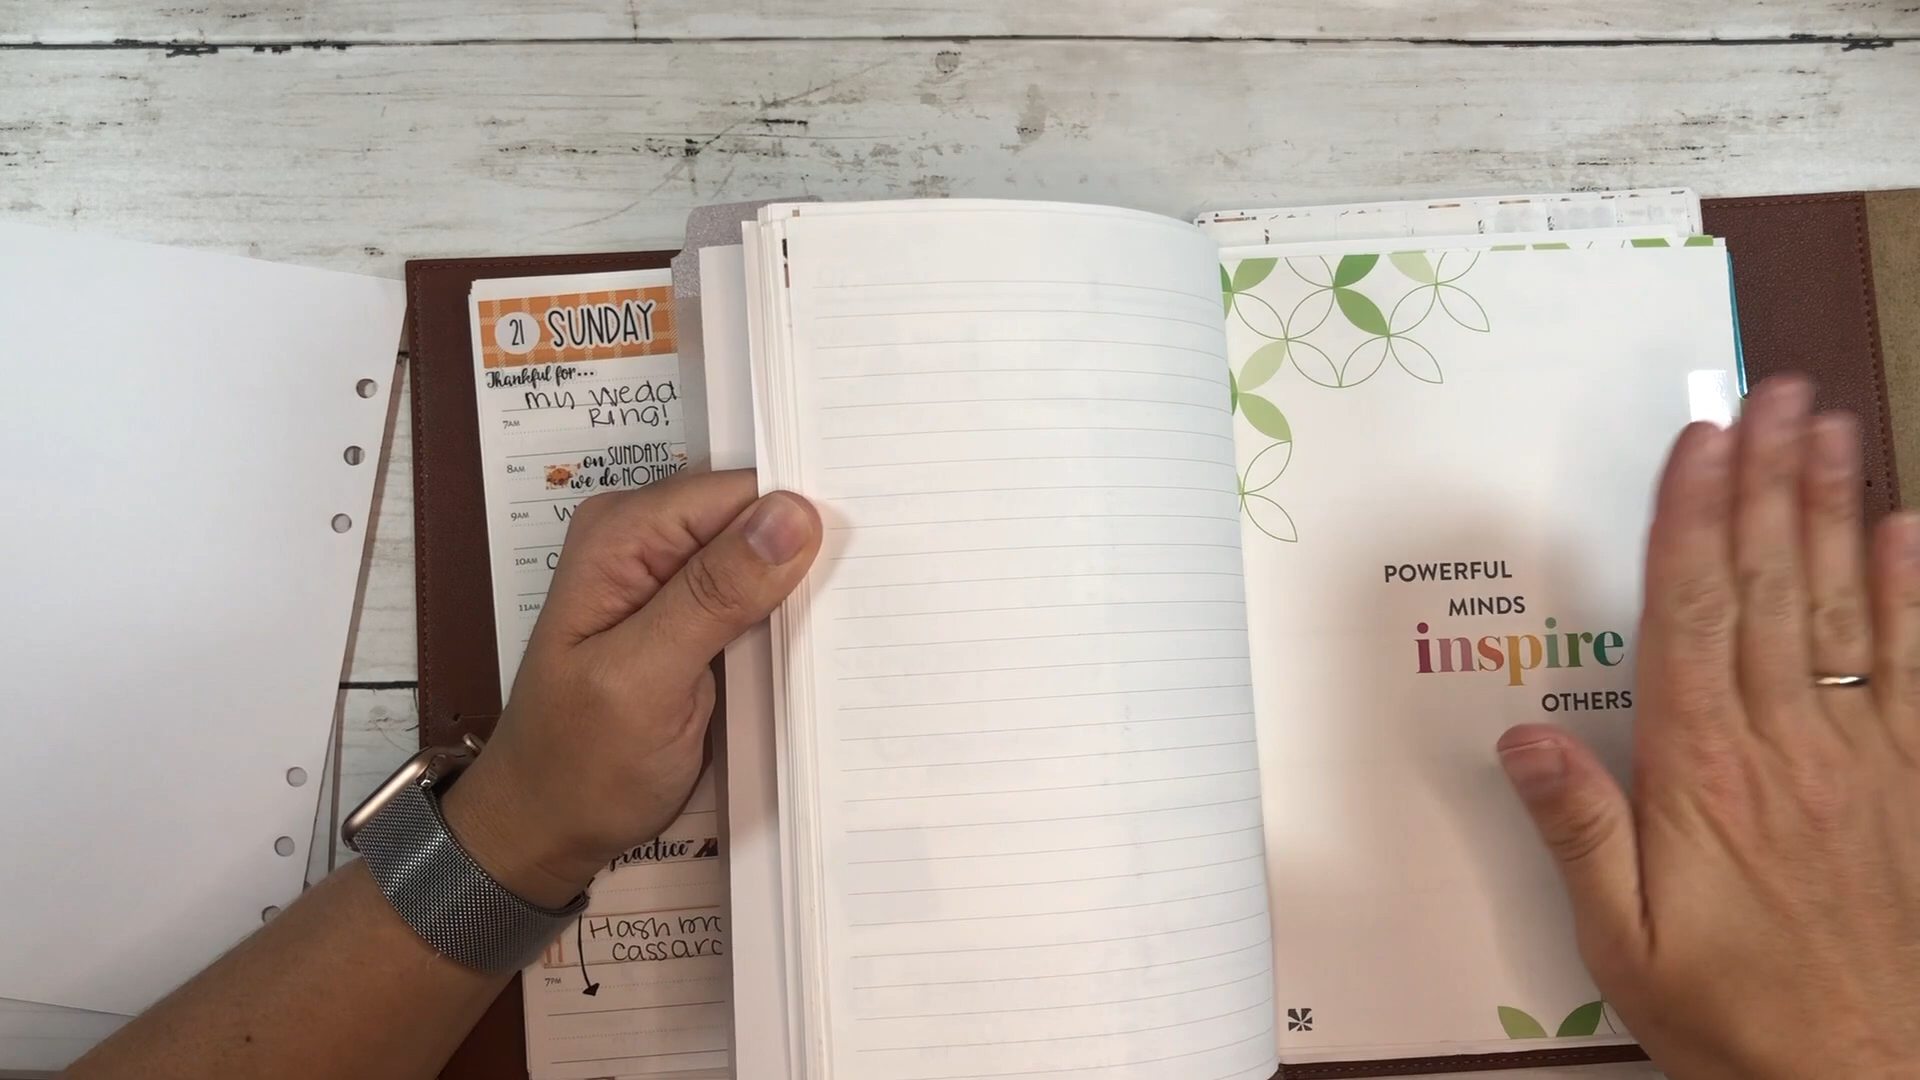 21 SUNDAY
Thankful for...
my wedd
Ring!
7AM
8AM
on SUNDAYS
we do NOTHING
9AM
10AM
11AM
practice
Hash bro
cassaro
7PM
POWERFUL
MINDS
inspire
OTHERS